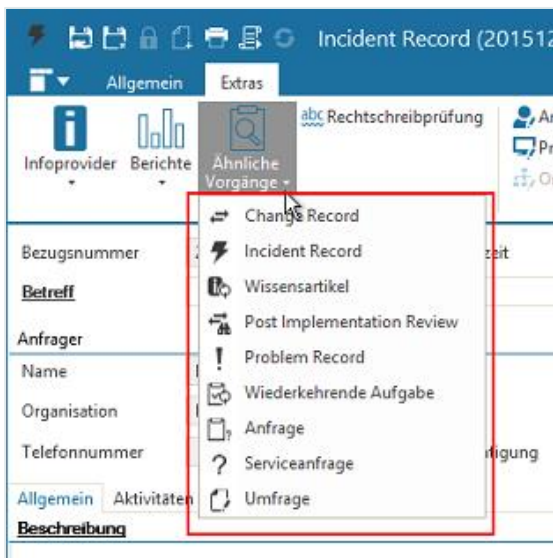 Incident Record (201512
Allgemein Extras
abc Rechtschreibprüfung
Infoprovider Berichte Ähnliche
Vorgänge
Change Record
Incident Record
Wissensartikel
Post Implementation Review
Problem Record
Wiederkehrende Aufgabe
Anfrage
Serviceanfrage
Umfrage
Bezugsnummer
Betreff
Anfrager
Name
Organisation
Telefonnummer
Allgemein Aktivitäten
Beschreibung